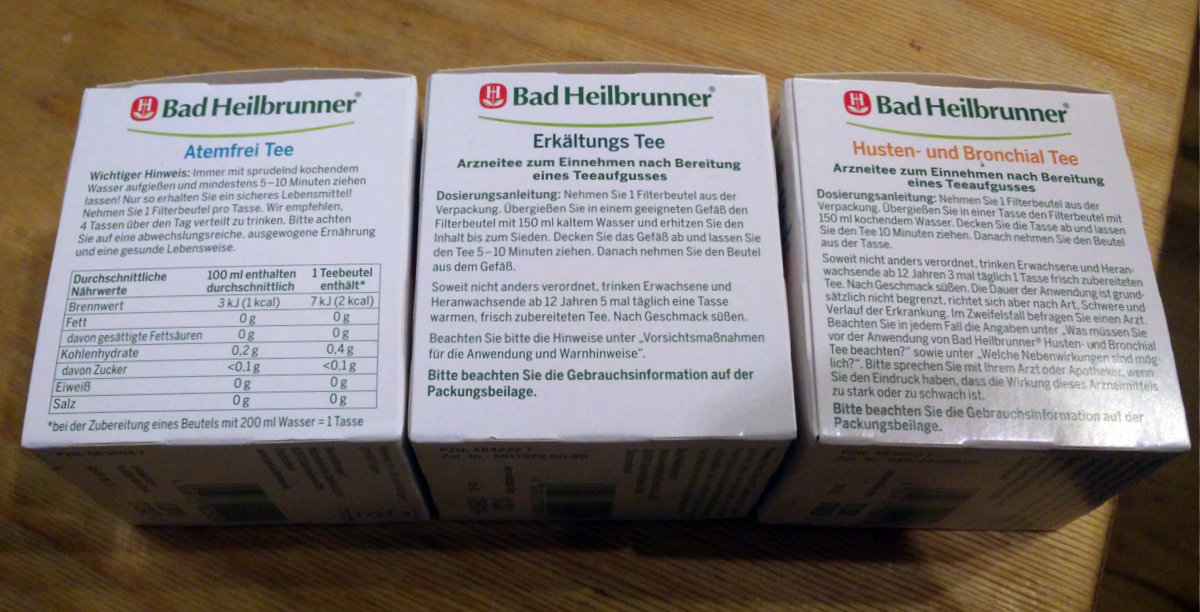 Bad Heilbrunner®
Atemfrei Tee
Wichtiger Hinweis: Immer mit sprudelnd kochendem
Wasser aufgießen und mindestens 5–10 Minuten ziehen
lassen! Nur so erhalten Sie ein sicheres Lebensmittel!
Nehmen Sie 1 Filterbeutel pro Tasse. Wir empfehlen,
4 Tassen über den Tag verteilt zu trinken. Bitte achten
Sie auf eine abwechslungsreiche, ausgewogene Ernährung
und eine gesunde Lebensweise.
Durchschnittliche Nährwerte 100 ml enthalten durchschnittlich 1 Teebeutel enthält*
Brennwert 3 kJ (1 kcal) 7 kJ (2 kcal)
Fett 0 g 0 g
davon gesättigte Fettsäuren 0 g 0 g
Kohlenhydrate 0,2 g 0,4 g
davon Zucker <0,1 g <0,1 g
Eiweiß 0 g 0 g
Salz 0 g 0 g
*bei der Zubereitung eines Beutels mit 200 ml Wasser = 1 Tasse
Bad Heilbrunner®
Erkältungs Tee
Arzneitee zum Einnehmen nach Bereitung
eines Teeaufgusses
Dosierungsanleitung: Nehmen Sie 1 Filterbeutel aus der
Verpackung. Übergießen Sie in einem geeigneten Gefäß den
Filterbeutel mit 150 ml kaltem Wasser und erhitzen Sie den
Inhalt bis zum Sieden. Decken Sie das Gefäß ab und lassen Sie
den Tee 5–10 Minuten ziehen. Danach nehmen Sie den Beutel
aus dem Gefäß.
Soweit nicht anders verordnet, trinken Erwachsene und
Heranwachsende ab 12 Jahren 5 mal täglich eine Tasse
warmen, frisch zubereiteten Tee. Nach Geschmack süßen.
Beachten Sie bitte die Hinweise unter „Vorsichtsmaßnahmen
für die Anwendung und Warnhinweise“.
Bitte beachten Sie die Gebrauchsinformation auf der
Packungsbeilage.
Bad Heilbrunner®
Husten- und Bronchial Tee
Arzneitee zum Einnehmen nach Bereitung
eines Teeaufgusses
Dosierungsanleitung: Nehmen Sie 1 Filterbeutel aus der
Verpackung. Übergießen Sie in einer Tasse den Filterbeutel mit
150 ml kochendem Wasser. Decken Sie die Tasse ab und lassen
Sie den Tee 10 Minuten ziehen. Danach nehmen Sie den Beutel
aus der Tasse.
Soweit nicht anders verordnet, trinken Erwachsene und Heran-
wachsende ab 12 Jahren 3 mal täglich 1 Tasse frisch zubereiteten
Tee. Nach Geschmack süßen. Die Dauer der Anwendung ist grund-
sätzlich nicht begrenzt, richtet sich aber nach Art, Schwere und
Verlauf der Erkrankung. Im Zweifelsfall befragen Sie einen Arzt.
Beachten Sie in jedem Fall die Angaben unter „Was müssen Sie
vor der Anwendung von Bad Heilbrunner® Husten- und Bronchial
Tee beachten?“ sowie unter „Welche Nebenwirkungen sind mög-
lich?“. Bitte sprechen Sie mit Ihrem Arzt oder Apotheker, wenn
Sie den Eindruck haben, dass die Wirkung dieses Arzneimittels
zu stark oder zu schwach ist.
Bitte beachten Sie die Gebrauchsinformation auf der
Packungsbeilage.